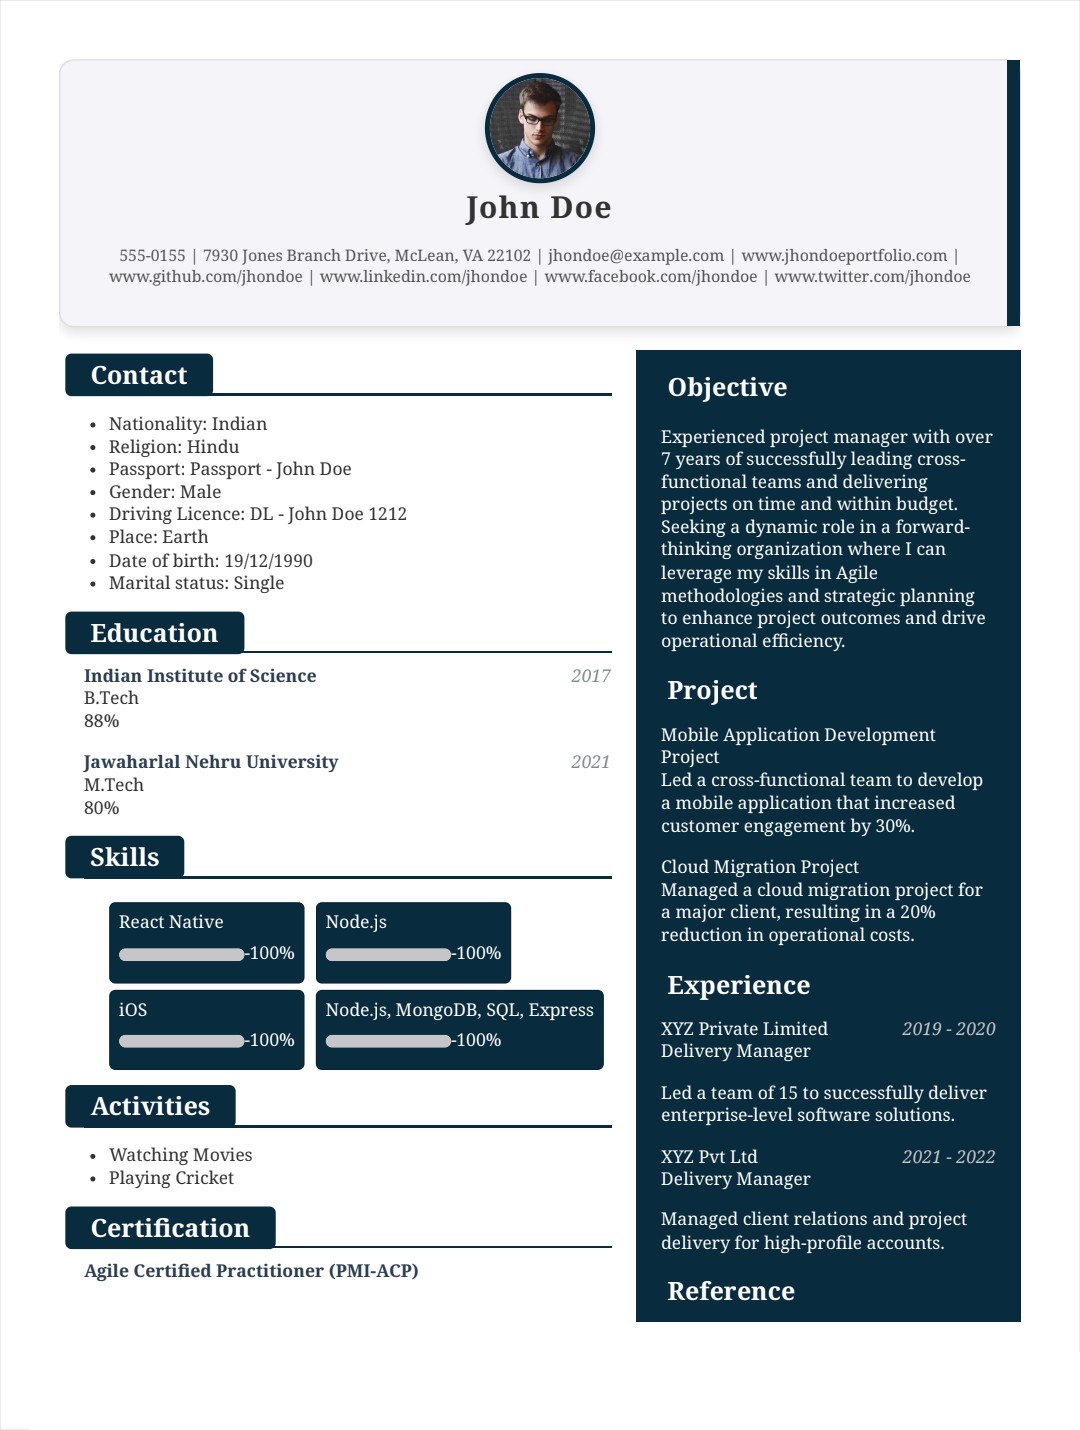 John Doe
555-0155 | 7930 Jones Branch Drive, McLean, VA 22102 | jhondoe@example.com | www.jhondoeportfolio.com |
www.github.com/jhondoe | www.linkedin.com/jhondoe | www.facebook.com/jhondoe | www.twitter.com/jhondoe
Contact
• Nationality: Indian
• Religion: Hindu
• Passport: Passport - John Doe
• Gender: Male
• Driving Licence: DL - John Doe 1212
• Place: Earth
• Date of birth: 19/12/1990
• Marital status: Single
Education
Indian Institute of Science 2017
B.Tech
88%
Jawaharlal Nehru University 2021
M.Tech
80%
Skills
React Native
-100%
Node.js
-100%
iOS
-100%
Node.js, MongoDB, SQL, Express
-100%
Activities
• Watching Movies
• Playing Cricket
Certification
Agile Certified Practitioner (PMI-ACP)
Objective
Experienced project manager with over
7 years of successfully leading cross-
functional teams and delivering
projects on time and within budget.
Seeking a dynamic role in a forward-
thinking organization where I can
leverage my skills in Agile
methodologies and strategic planning
to enhance project outcomes and drive
operational efficiency.
Project
Mobile Application Development
Project
Led a cross-functional team to develop
a mobile application that increased
customer engagement by 30%.
Cloud Migration Project
Managed a cloud migration project for
a major client, resulting in a 20%
reduction in operational costs.
Experience
XYZ Private Limited 2019 - 2020
Delivery Manager
Led a team of 15 to successfully deliver
enterprise-level software solutions.
XYZ Pvt Ltd 2021 - 2022
Delivery Manager
Managed client relations and project
delivery for high-profile accounts.
Reference